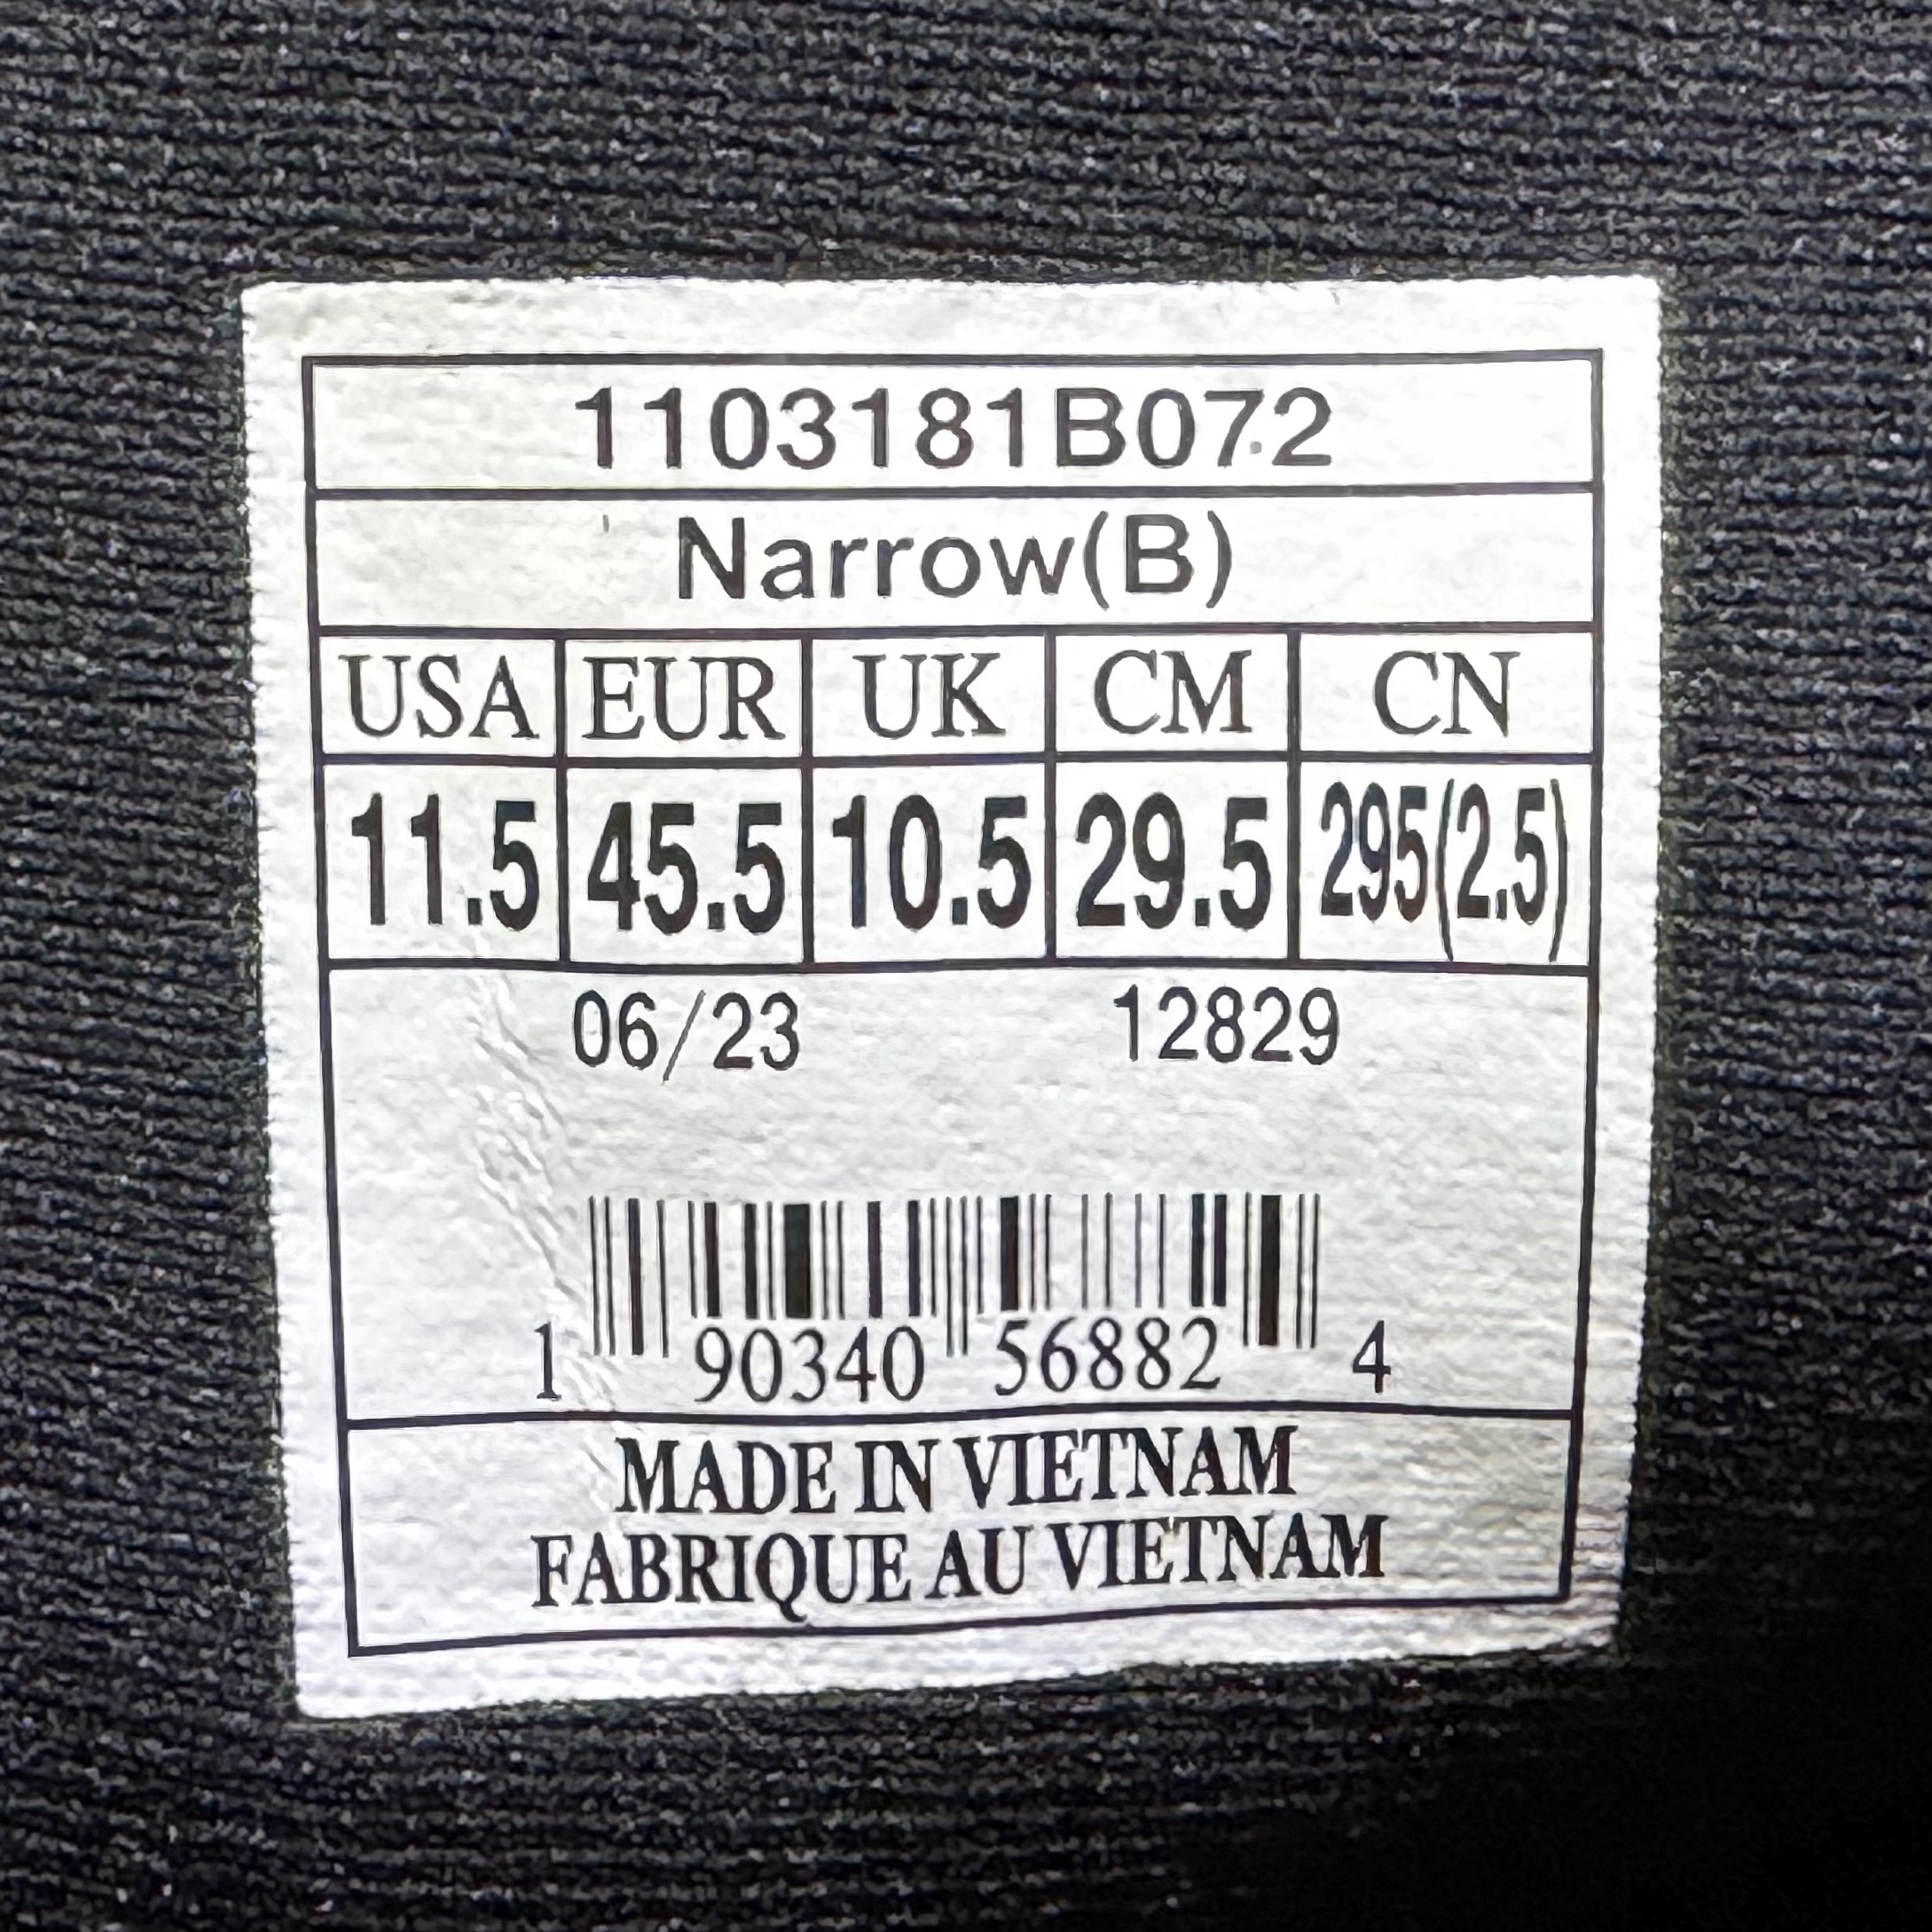 1103181B072
Narrow(B)
USA EUR UK CM CN
11.5 45.5 10.5 29.5 295(2.5)
06/23 12829
1 90340 56882 4
MADE IN VIETNAM
FABRIQUE AU VIETNAM